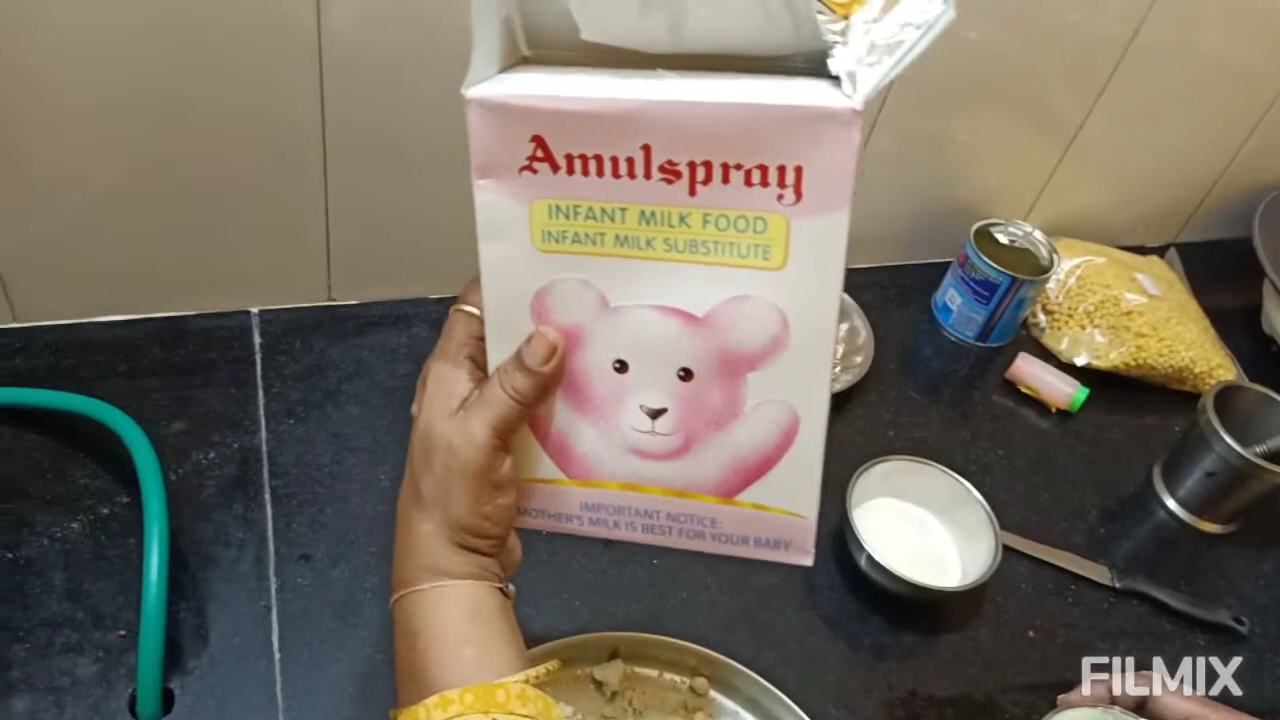 Amulspray
INFANT MILK FOOD
INFANT MILK SUBSTITUTE
IMPORTANT NOTICE:
MOTHER'S MILK IS BEST FOR YOUR BABY
FILMIX